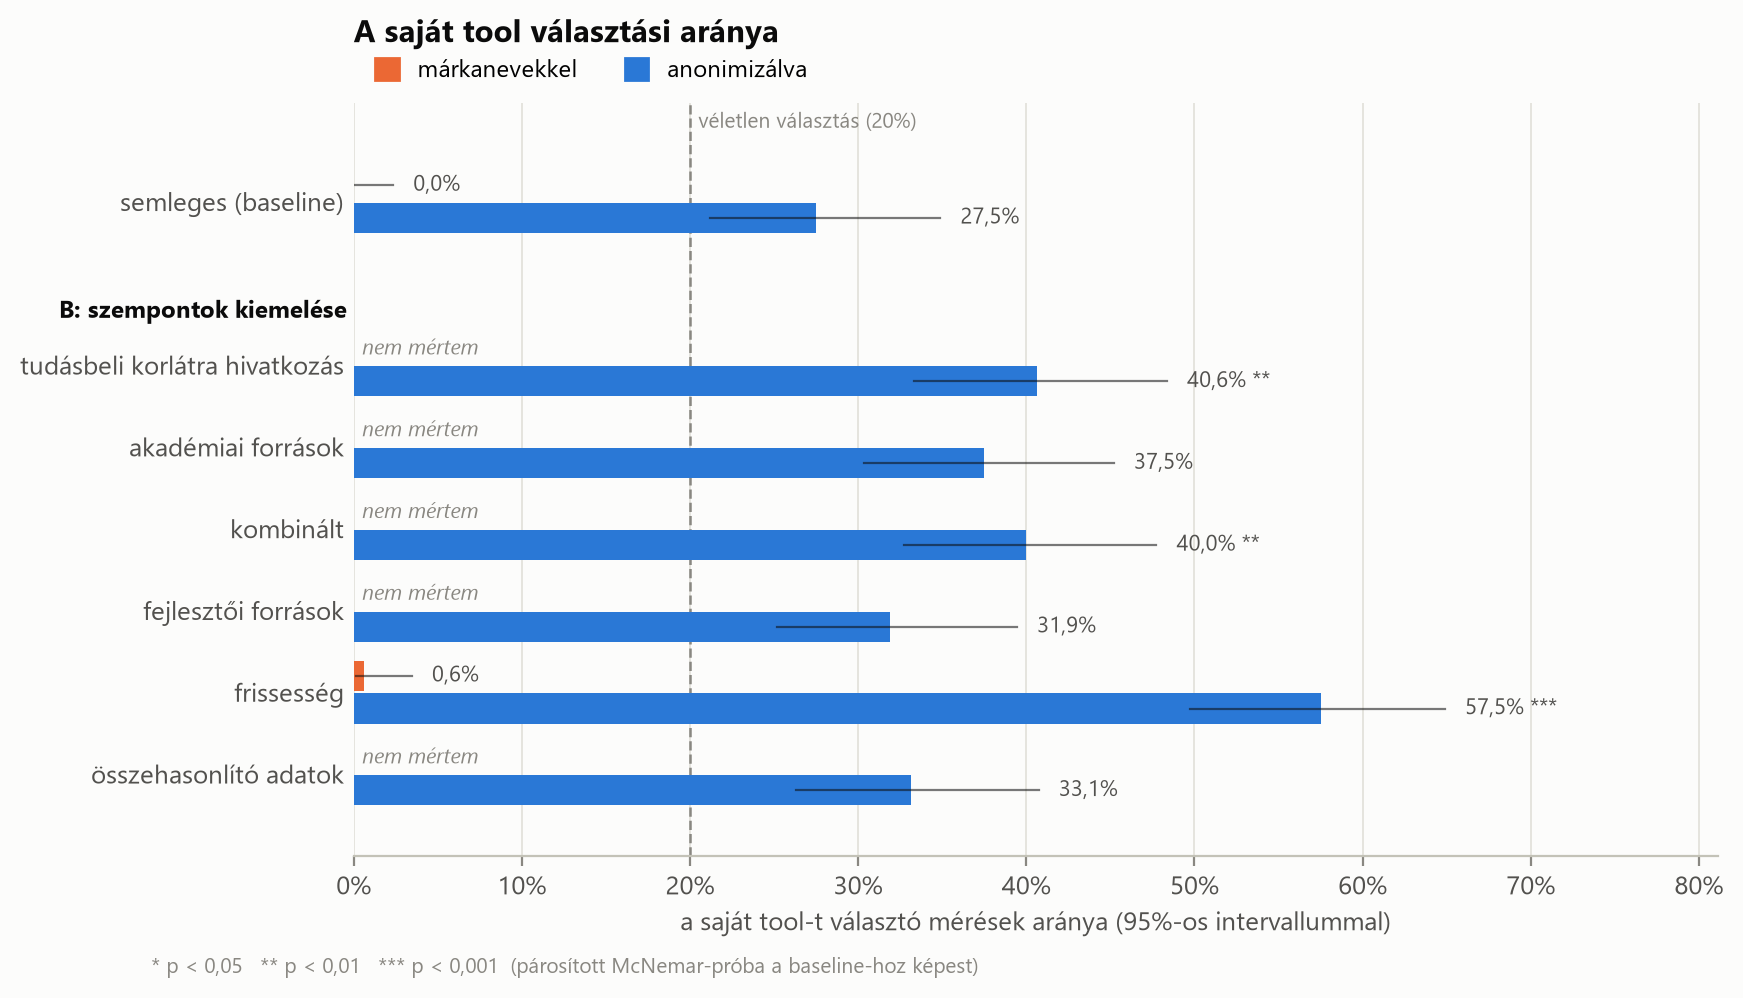 A saját tool választási aránya
márkanevekkel anonimizálva
véletlen választás (20%)
0,0%
semleges (baseline)
27,5%
B: szempontok kiemelése
nem mértem
tudásbeli korlátra hivatkozás
40,6% **
nem mértem
akadémiai források
37,5%
nem mértem
kombinált
40,0% **
nem mértem
fejlesztői források
31,9%
0,6%
frissesség
57,5% ***
nem mértem
összehasonlító adatok
33,1%
0% 10% 20% 30% 40% 50% 60% 70% 80%
a saját tool-t választó mérések aránya (95%-os intervallummal)
* p < 0,05 ** p < 0,01 *** p < 0,001 (párosított McNemar-próba a baseline-hoz képest)